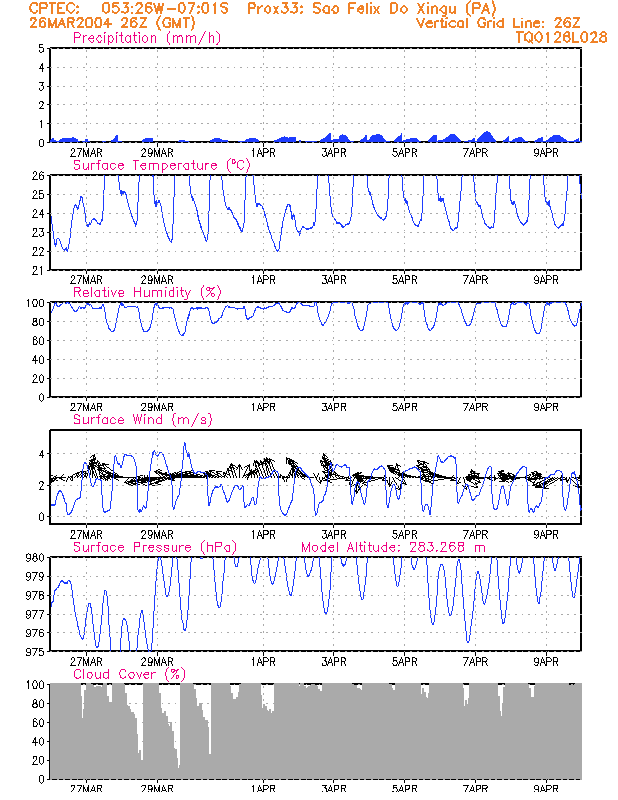 CPTEC:   053:26W-07:01S   Prox33: Sao Felix Do Xingu (PA)
26MAR2004 26Z (GMT)   Vertical Grid Line: 26Z
Precipitation (mm/h)   TQ0126L028
5
4
3
2
1
0
27MAR 29MAR 1APR 3APR 5APR 7APR 9APR
Surface Temperature (ºC)
26
25
24
23
22
21
27MAR 29MAR 1APR 3APR 5APR 7APR 9APR
Relative Humidity (%)
100
80
60
40
20
0
27MAR 29MAR 1APR 3APR 5APR 7APR 9APR
Surface Wind (m/s)
4
2
0
27MAR 29MAR 1APR 3APR 5APR 7APR 9APR
Surface Pressure (hPa)   Model Altitude: 283.268 m
980
979
978
977
976
975
27MAR 29MAR 1APR 3APR 5APR 7APR 9APR
Cloud Cover (%)
100
80
60
40
20
0
27MAR 29MAR 1APR 3APR 5APR 7APR 9APR